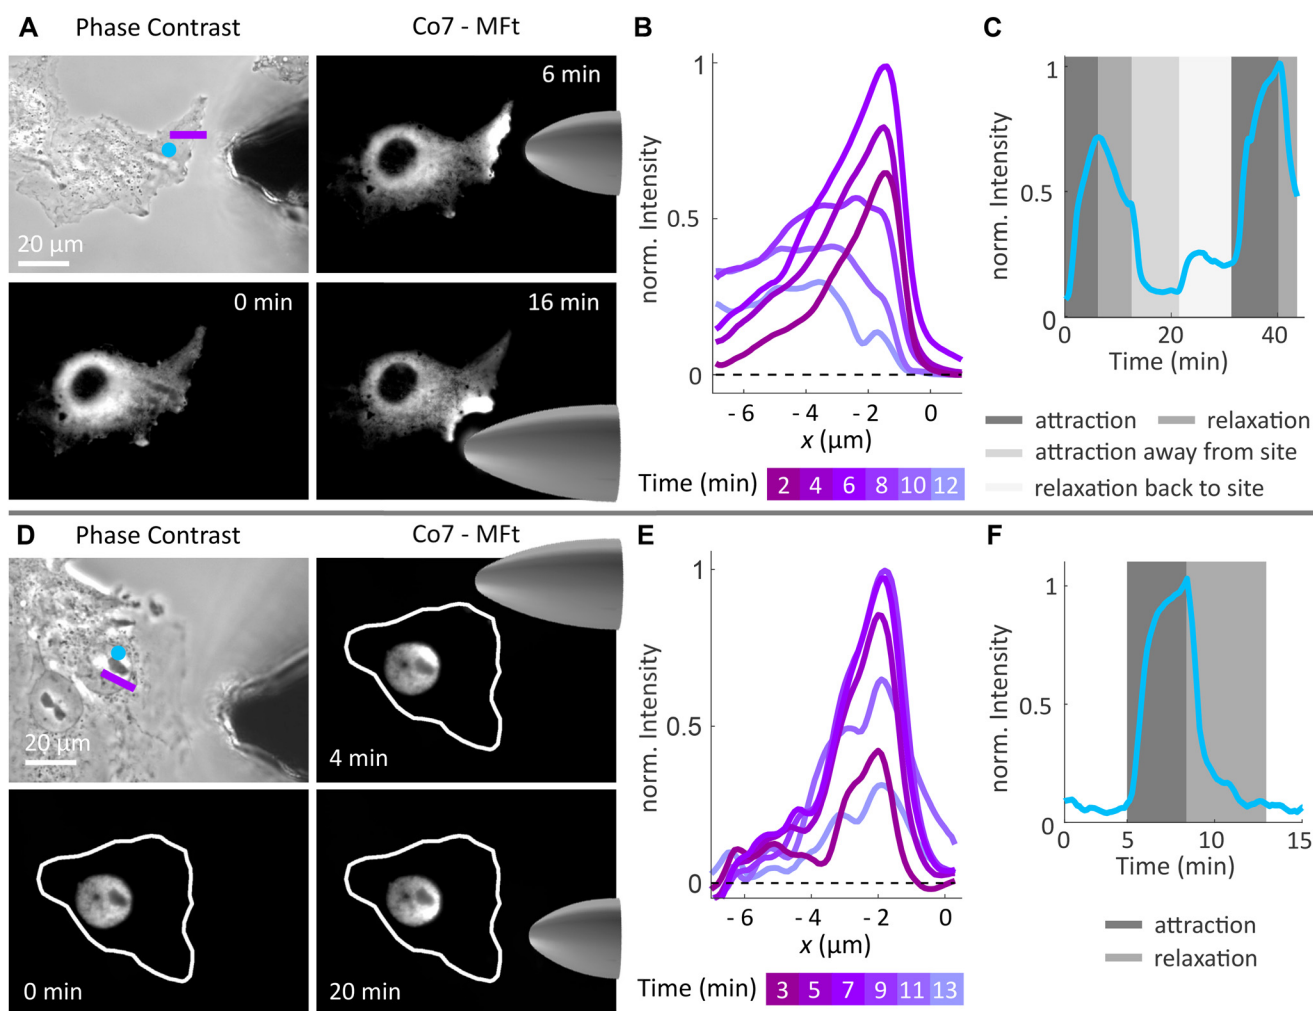 A Phase Contrast Co7 - MFt
20 µm
6 min
0 min
16 min
B
norm. Intensity
1
0.5
0
- 6 - 4 - 2 0
x (µm)
Time (min) 2 4 6 8 10 12
C
norm. Intensity
1
0.5
0
0 20 40
Time (min)
attraction relaxation
attraction away from site
relaxation back to site
D Phase Contrast Co7 - MFt
20 µm
4 min
0 min
20 min
E
norm. Intensity
1
0.5
0
- 6 - 4 - 2 0
x (µm)
Time (min) 3 5 7 9 11 13
F
norm. Intensity
1
0.5
0
0 5 10 15
Time (min)
attraction
relaxation